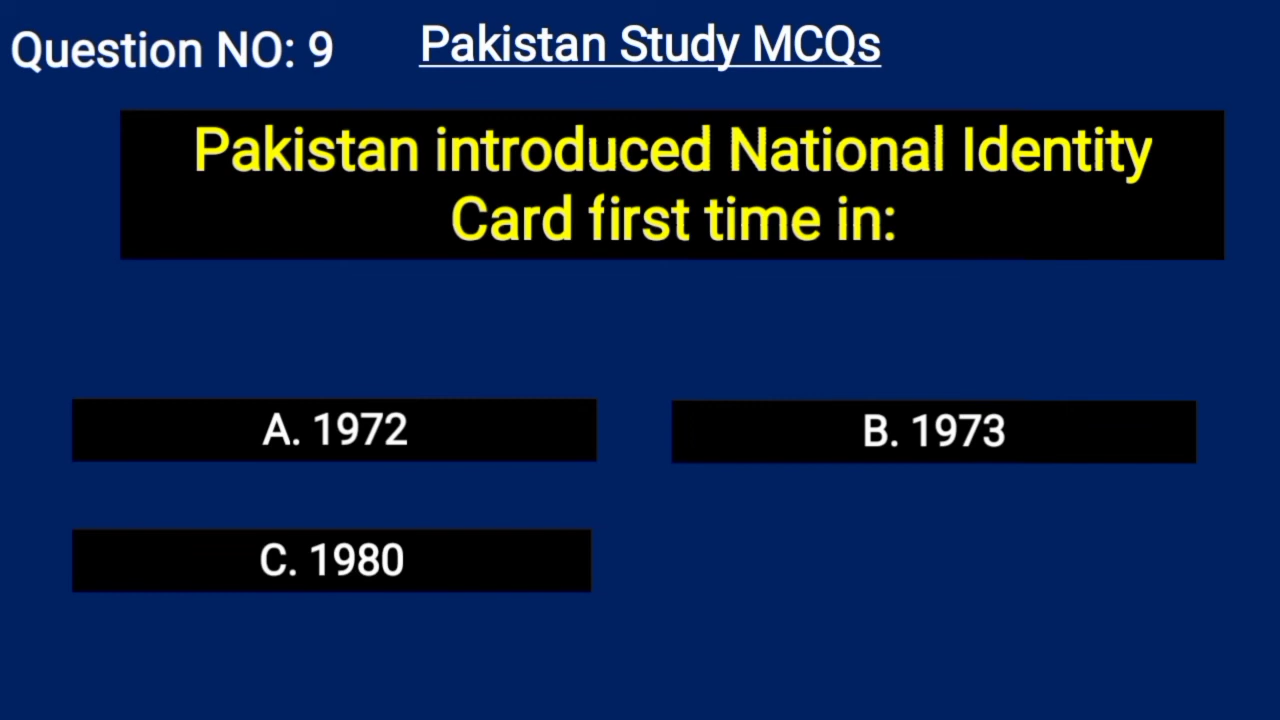 Question NO: 9
Pakistan Study MCQs
Pakistan introduced National Identity
Card first time in:
A. 1972
B. 1973
C. 1980